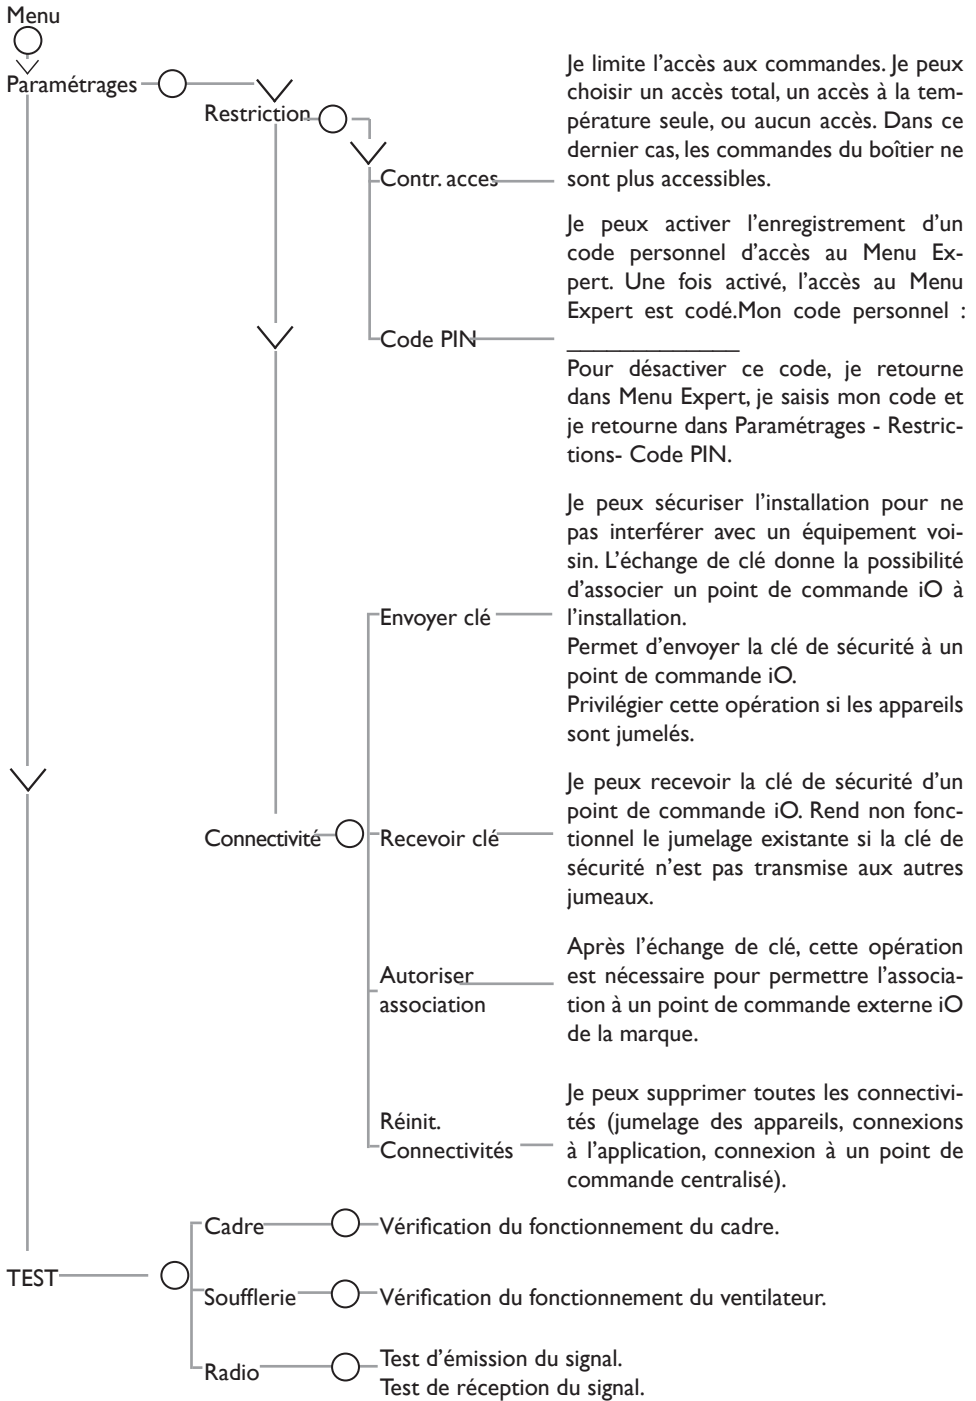 Menu
Paramétrages
Restriction
Contr. acces
Je limite l’accès aux commandes. Je peux
choisir un accès total, un accès à la tem-
pérature seule, ou aucun accès. Dans ce
dernier cas, les commandes du boîtier ne
sont plus accessibles.
Code PIN
Je peux activer l’enregistrement d’un
code personnel d’accès au Menu Ex-
pert. Une fois activé, l’accès au Menu
Expert est codé.Mon code personnel :
_____________
Pour désactiver ce code, je retourne
dans Menu Expert, je saisis mon code et
je retourne dans Paramétrages - Restric-
tions- Code PIN.
Connectivité
Envoyer clé
Je peux sécuriser l’installation pour ne
pas interférer avec un équipement voi-
sin. L’échange de clé donne la possibilité
d’associer un point de commande iO à
l’installation.
Permet d’envoyer la clé de sécurité à un
point de commande iO.
Privilégier cette opération si les appareils
sont jumelés.
Recevoir clé
Je peux recevoir la clé de sécurité d’un
point de commande iO. Rend non fonc-
tionnel le jumelage existante si la clé de
sécurité n’est pas transmise aux autres
jumeaux.
Autoriser
association
Après l’échange de clé, cette opération
est nécessaire pour permettre l’associa-
tion à un point de commande externe iO
de la marque.
Réinit.
Connectivités
Je peux supprimer toutes les connectivi-
tés (jumelage des appareils, connexions
à l’application, connexion à un point de
commande centralisé).
TEST
Cadre
Vérification du fonctionnement du cadre.
Soufflerie
Vérification du fonctionnement du ventilateur.
Radio
Test d’émission du signal.
Test de réception du signal.